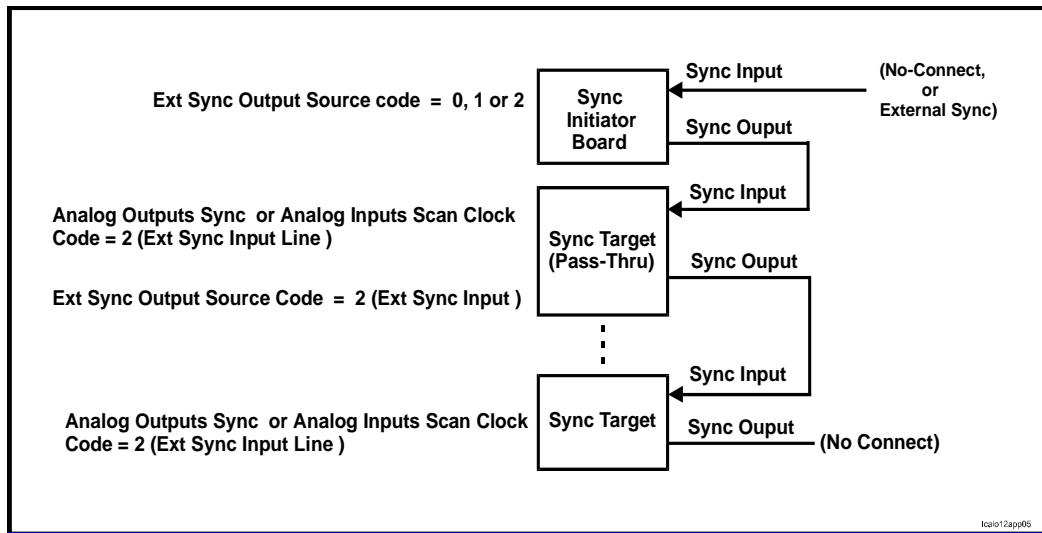 Ext Sync Output Source code = 0, 1 or 2
Sync
Initiator
Board
Sync Input
(No-Connect,
or
External Sync)
Sync Ouput
Sync Input
Analog Outputs Sync or Analog Inputs Scan Clock
Code = 2 (Ext Sync Input Line )
Sync Target
(Pass-Thru)
Sync Ouput
Ext Sync Output Source Code = 2 (Ext Sync Input )
Sync Input
Analog Outputs Sync or Analog Inputs Scan Clock
Code = 2 (Ext Sync Input Line )
Sync Target
Sync Ouput
(No Connect)
lcaio12app05